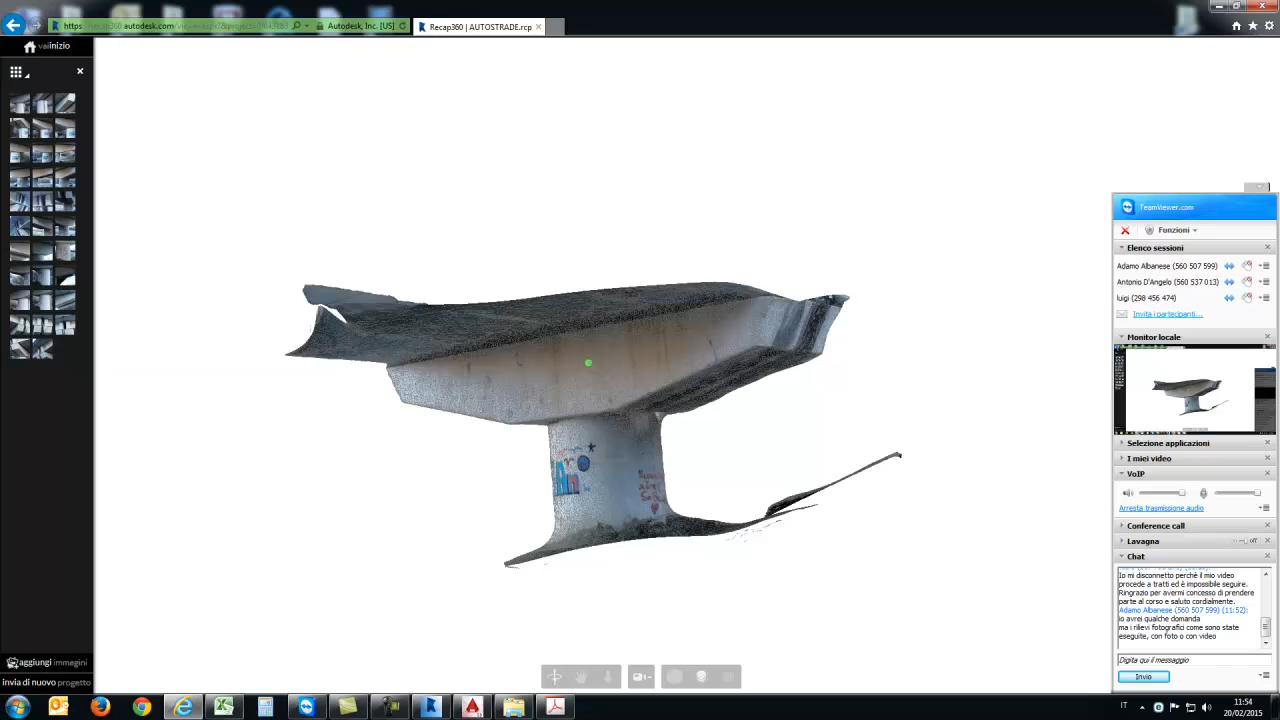 https
recap360.autodesk.com
Autodesk, Inc. [US]
Recap360 | AUTOSTRADE.rcp
vaiinizio
TeamViewer.com
Funzioni
Elenco sessioni
Adamo Albanese (560 507 599)
Antonio D'Angelo (560 537 013)
luigi (298 456 474)
Invita i partecipanti...
Monitor locale
Selezione applicazioni
I miei video
VoIP
Arresta trasmissione audio
Conference call
Lavagna
off
Chat
Io mi disconnetto perchè il mio video
procede a tratti ed è impossibile seguire.
Ringrazio per avermi concesso di prendere
parte al corso e saluto cordialmente.
Adamo Albanese (560 507 599) (11:52):
io avrei qualche domanda
ma i rilievi fotografici come sono state
eseguite, con foto o con video
Digita qui il messaggio
Invio
aggiungi immagini
invia di nuovo progetto
IT
11:54
20/02/2015